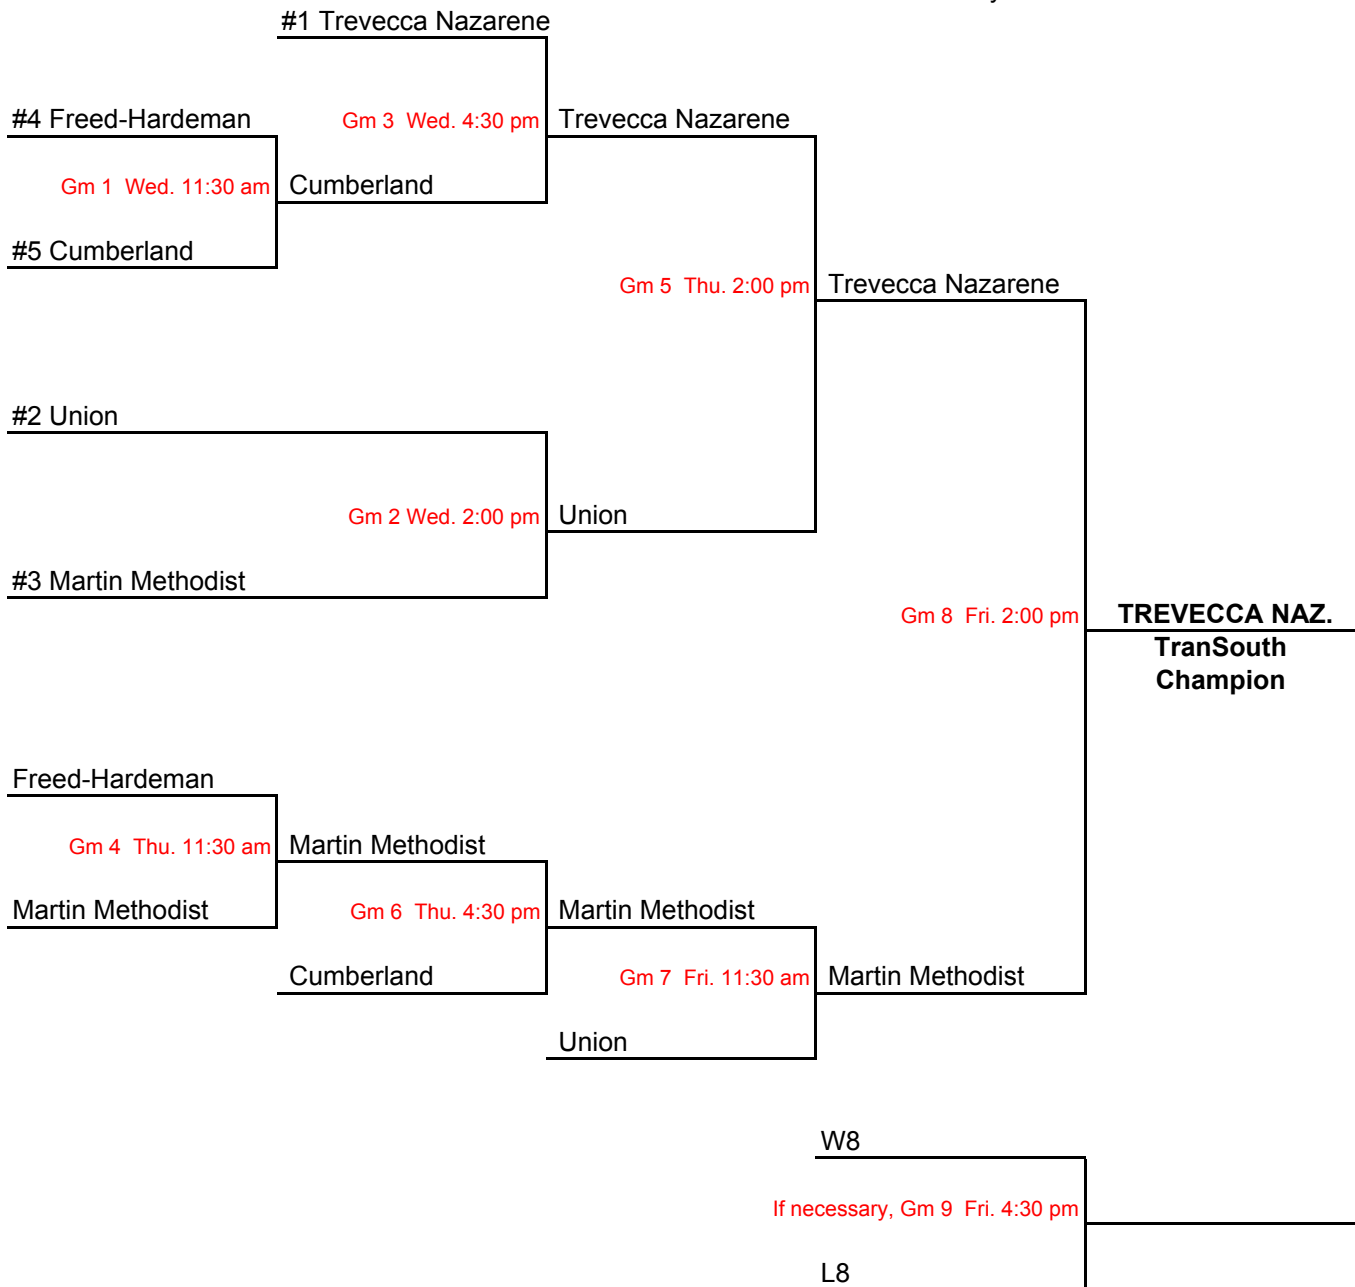 #1 Trevecca Nazarene
#4 Freed-Hardeman
Gm 3 Wed. 4:30 pm
Trevecca Nazarene
Gm 1 Wed. 11:30 am
Cumberland
#5 Cumberland
Gm 5 Thu. 2:00 pm
Trevecca Nazarene
#2 Union
Gm 2 Wed. 2:00 pm
Union
#3 Martin Methodist
Gm 8 Fri. 2:00 pm
TREVECCA NAZ.
TranSouth
Champion
Freed-Hardeman
Gm 4 Thu. 11:30 am
Martin Methodist
Martin Methodist
Gm 6 Thu. 4:30 pm
Martin Methodist
Cumberland
Gm 7 Fri. 11:30 am
Martin Methodist
Union
W8
If necessary, Gm 9 Fri. 4:30 pm
L8